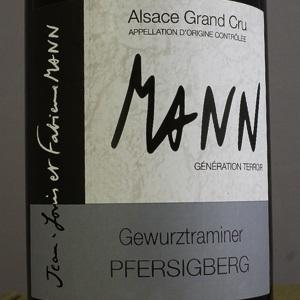 Alsace Grand Cru
APPELLATION D'ORIGINE CONTRÔLÉE
MANN
GÉNÉRATION TERROIR
Jean-Louis et Fabienne MANN
Gewurztraminer
PFERSIGBERG